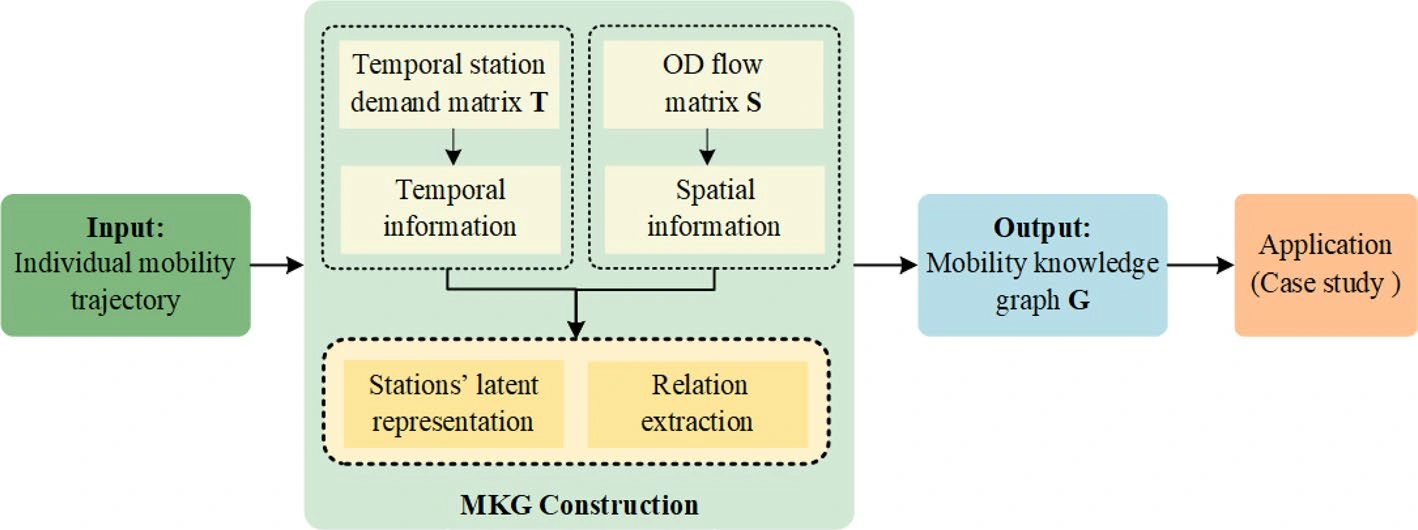 Input:
Individual mobility
trajectory
Temporal station
demand matrix T
Temporal
information
OD flow
matrix S
Spatial
information
Stations’ latent
representation
Relation
extraction
MKG Construction
Output:
Mobility knowledge
graph G
Application
(Case study )